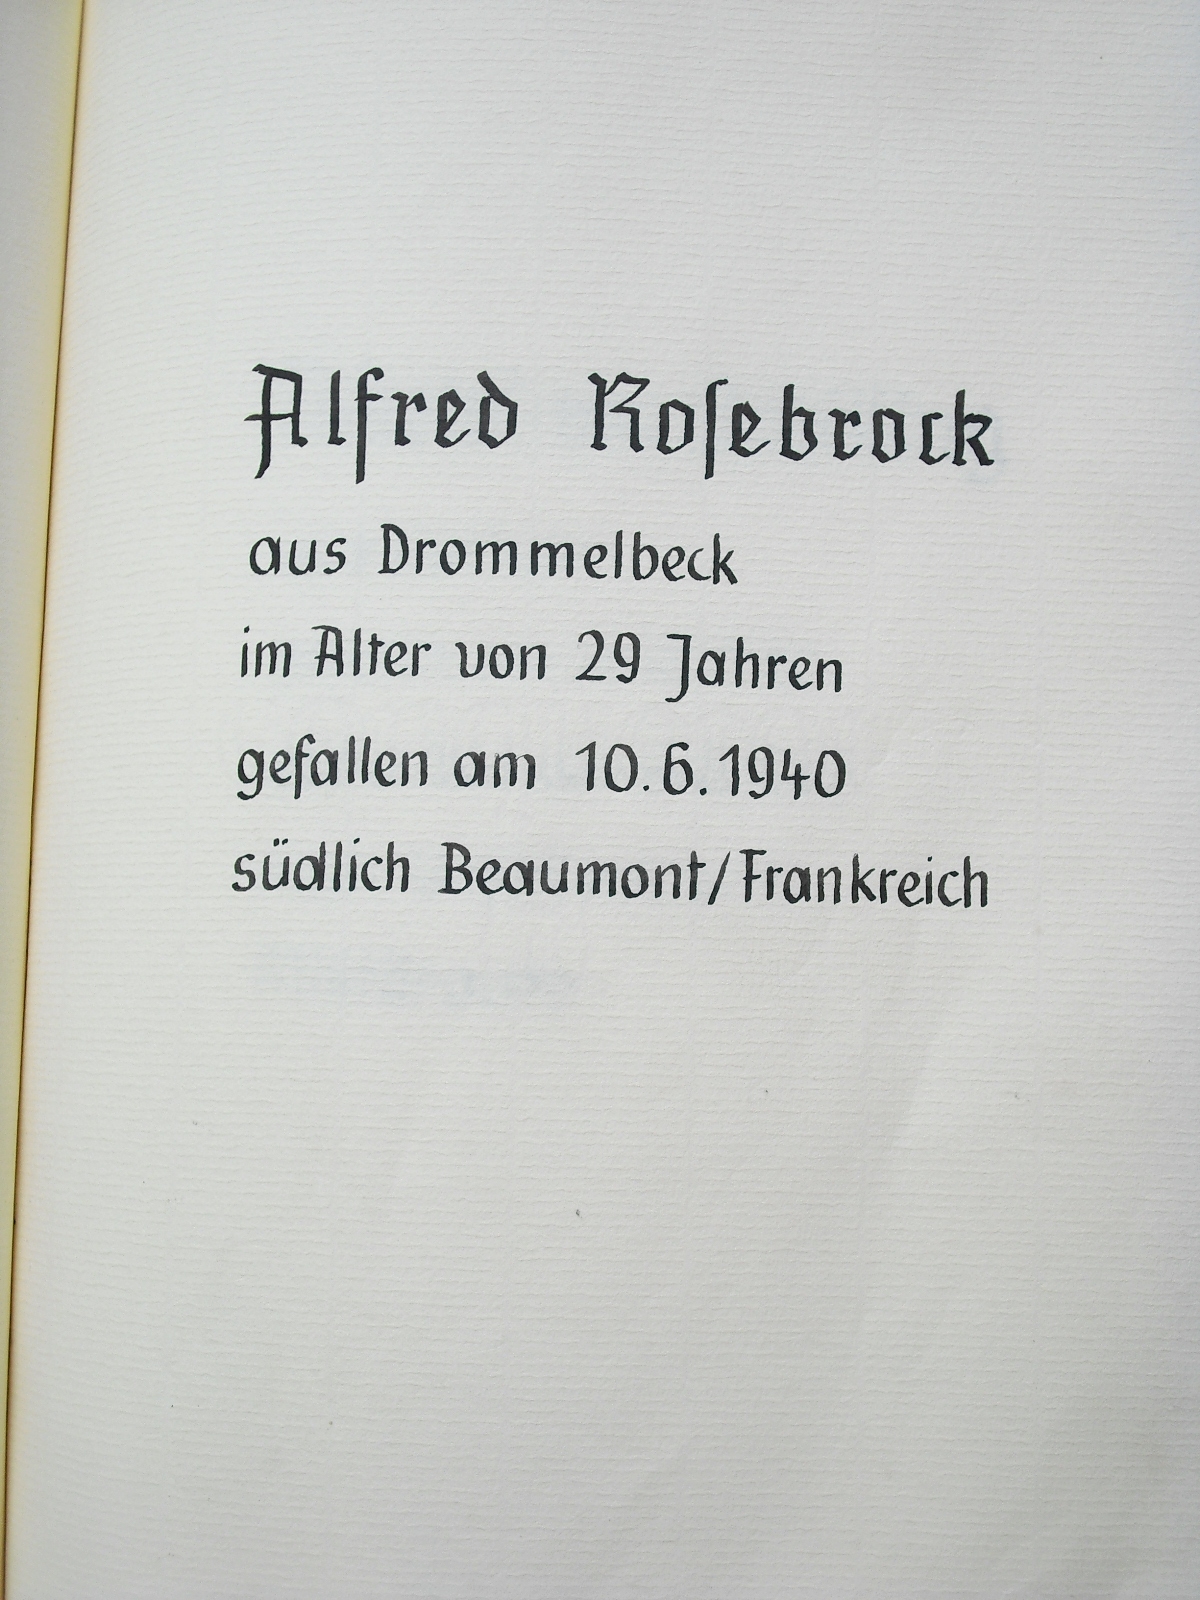 Alfred Roſebrock
aus Drommelbeck
im Alter von 29 Jahren
gefallen am 10.6.1940
südlich Beaumont/Frankreich